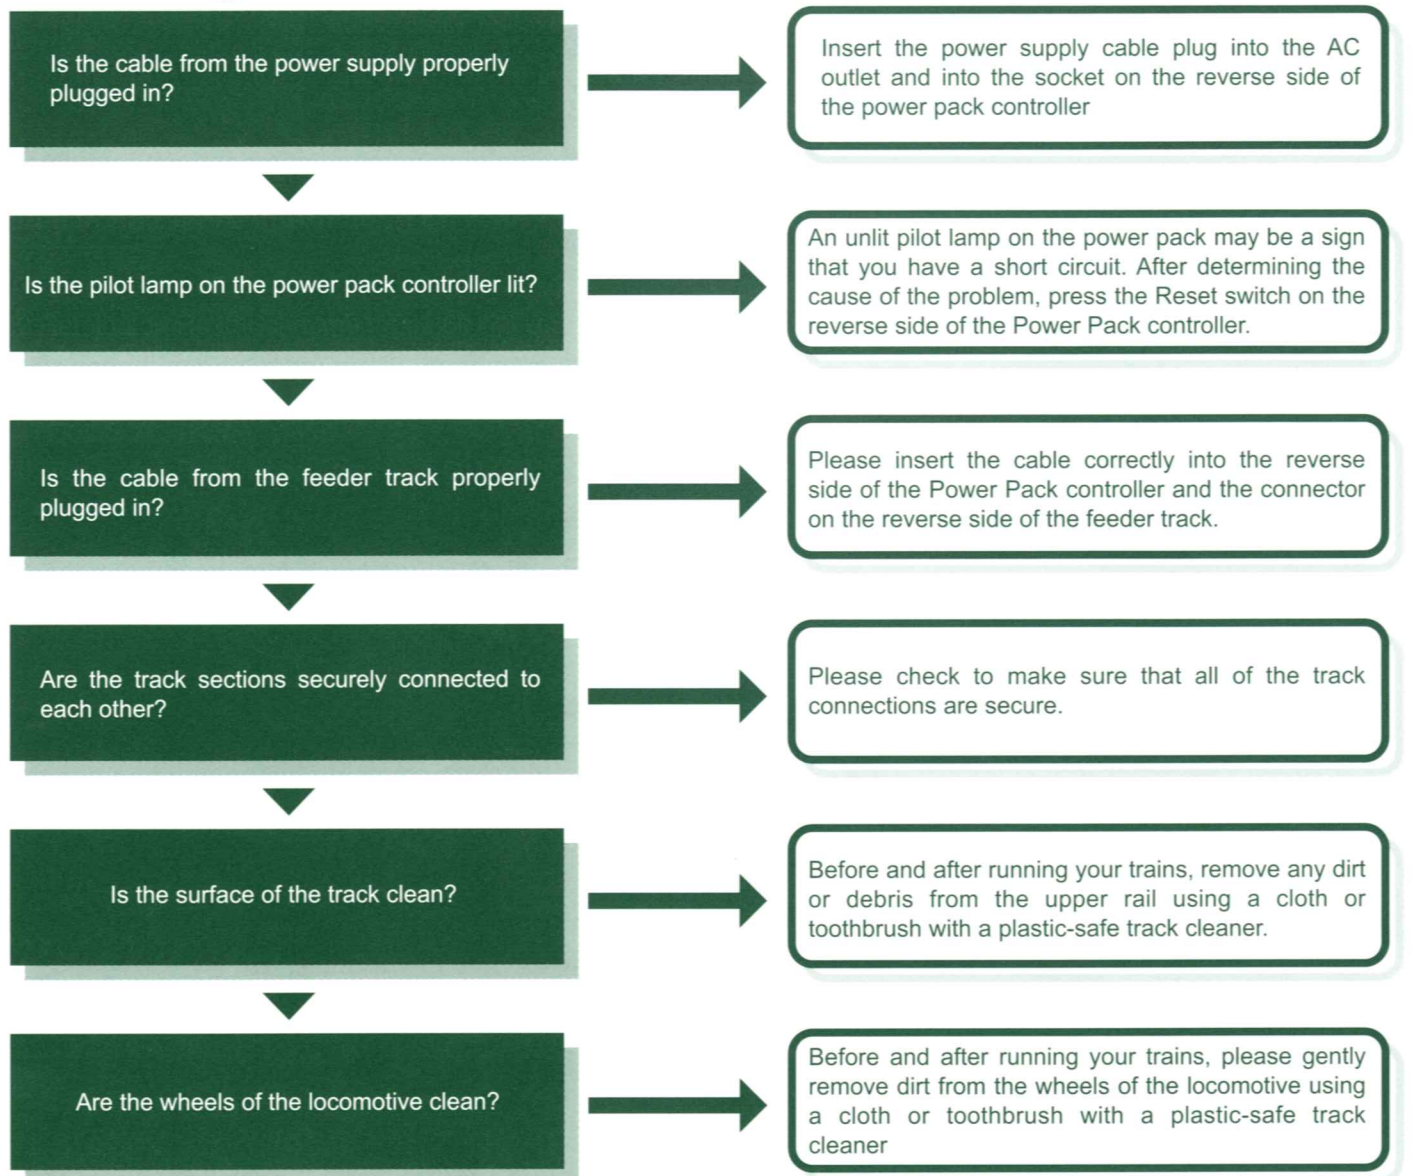 Is the cable from the power supply properly
plugged in?
Insert the power supply cable plug into the AC
outlet and into the socket on the reverse side of
the power pack controller
Is the pilot lamp on the power pack controller lit?
An unlit pilot lamp on the power pack may be a sign
that you have a short circuit. After determining the
cause of the problem, press the Reset switch on the
reverse side of the Power Pack controller.
Is the cable from the feeder track properly
plugged in?
Please insert the cable correctly into the reverse
side of the Power Pack controller and the connector
on the reverse side of the feeder track.
Are the track sections securely connected to
each other?
Please check to make sure that all of the track
connections are secure.
Is the surface of the track clean?
Before and after running your trains, remove any dirt
or debris from the upper rail using a cloth or
toothbrush with a plastic-safe track cleaner.
Are the wheels of the locomotive clean?
Before and after running your trains, please gently
remove dirt from the wheels of the locomotive using
a cloth or toothbrush with a plastic-safe track
cleaner